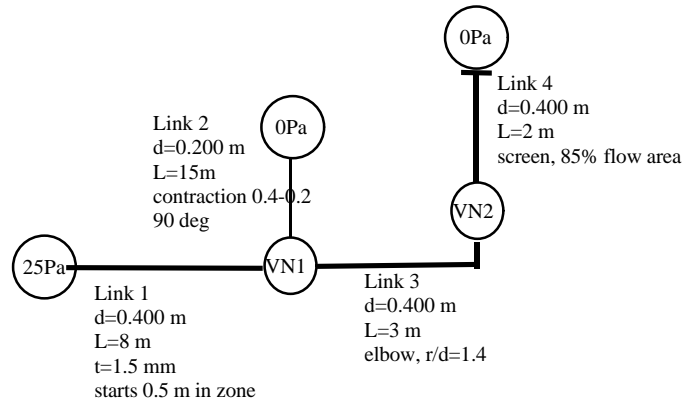 0Pa
Link 4
d=0.400 m
L=2 m
screen, 85% flow area
Link 2
d=0.200 m
L=15m
contraction 0.4-0.2
90 deg
0Pa
VN2
25Pa
VN1
Link 1
d=0.400 m
L=8 m
t=1.5 mm
starts 0.5 m in zone
Link 3
d=0.400 m
L=3 m
elbow, r/d=1.4